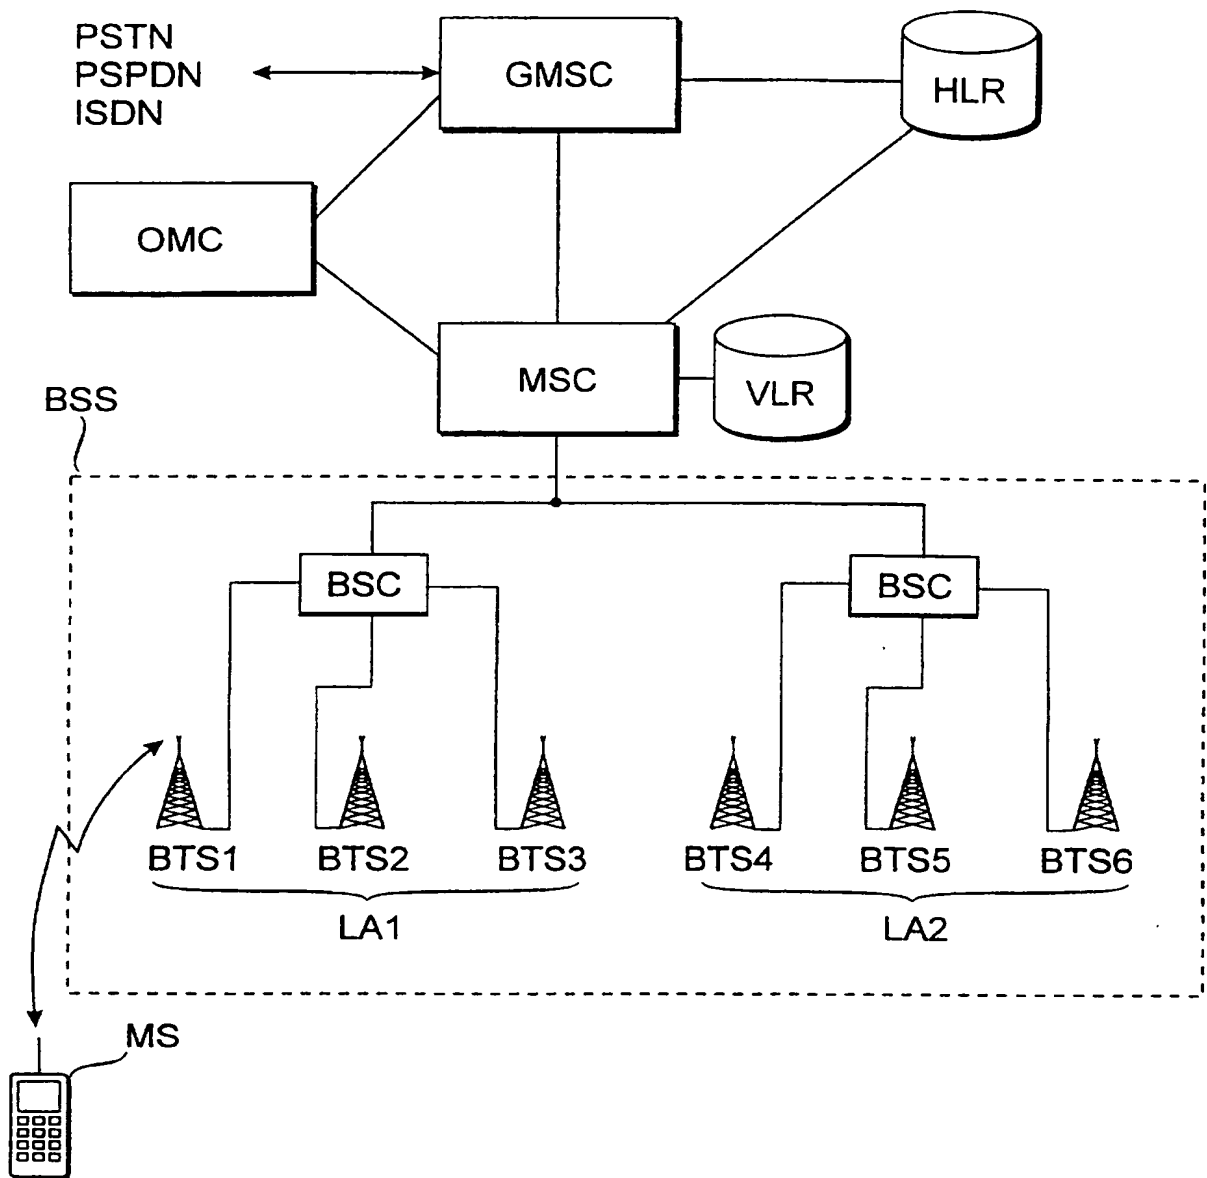 PSTN
PSPDN
ISDN
GMSC
HLR
OMC
MSC
VLR
BSS
BSC
BSC
BTS1
BTS2
BTS3
BTS4
BTS5
BTS6
LA1
LA2
MS